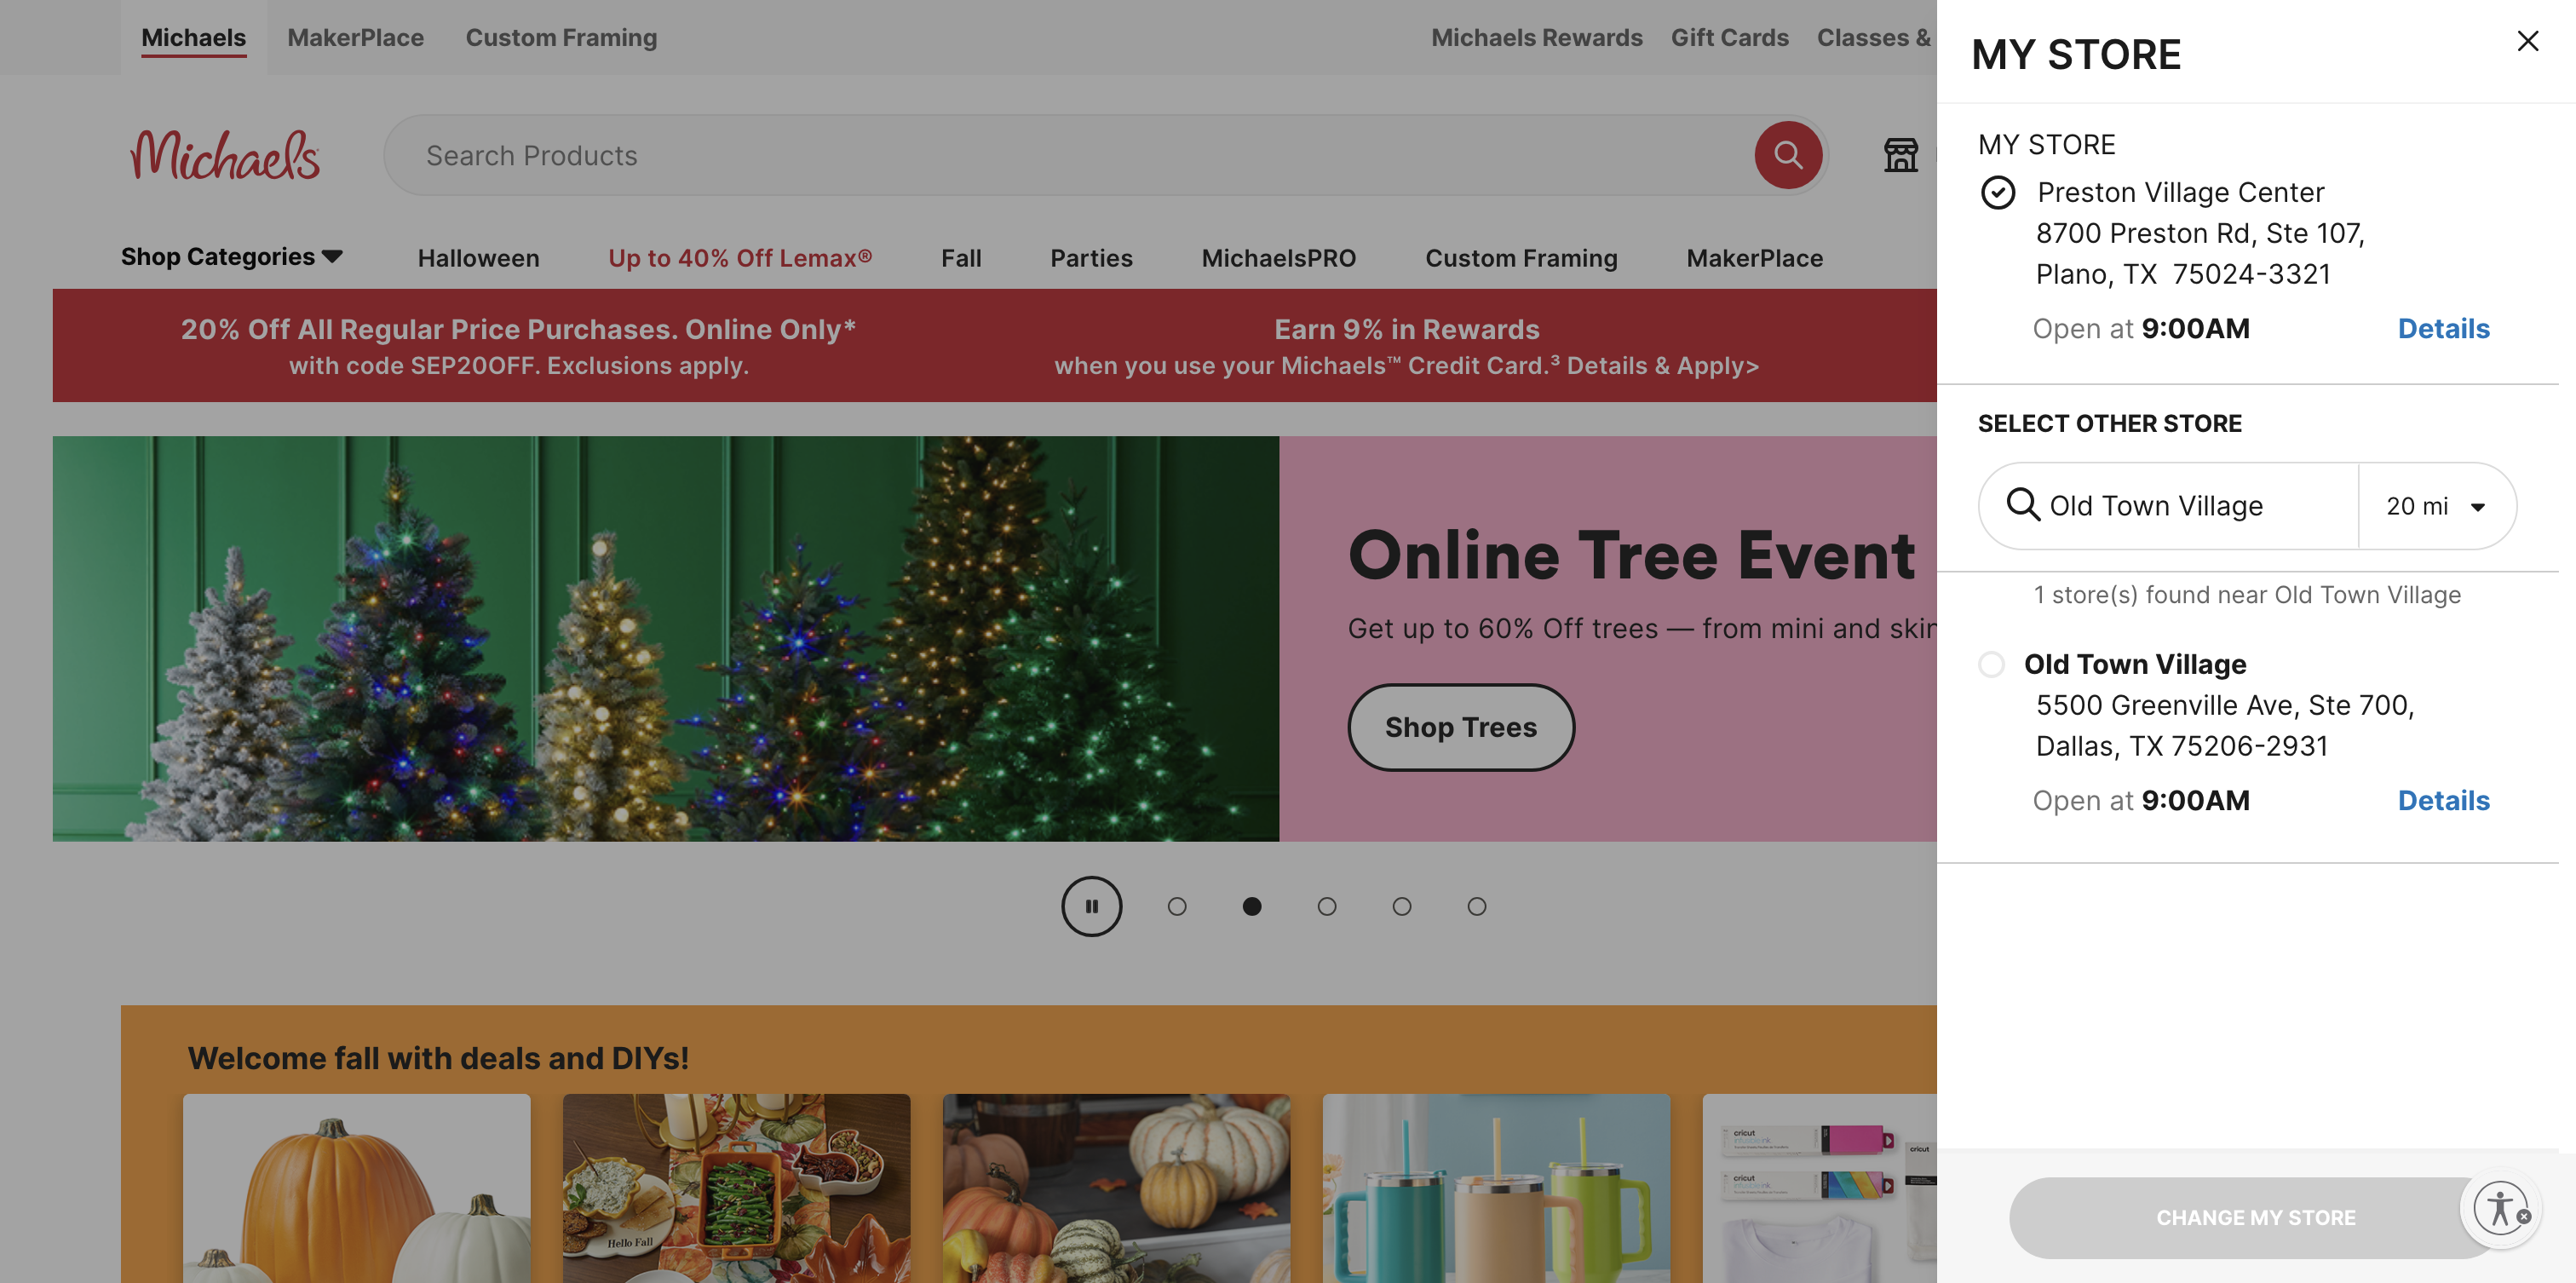 Michaels
MakerPlace
Custom Framing
Michaels Rewards
Gift Cards
Classes &
Michaels
Search Products
Shop Categories
Halloween
Up to 40% Off Lemax®
Fall
Parties
MichaelsPRO
Custom Framing
MakerPlace
20% Off All Regular Price Purchases. Online Only*
with code SEP20OFF. Exclusions apply.
Earn 9% in Rewards
when you use your Michaels™ Credit Card.³ Details & Apply>
Online Tree Event
Get up to 60% Off trees — from mini and skin
Shop Trees
Welcome fall with deals and DIYs!
Hello Fall
cricut
cricut
cricut
MY STORE
MY STORE
Preston Village Center
8700 Preston Rd, Ste 107,
Plano, TX 75024-3321
Open at 9:00AM
Details
SELECT OTHER STORE
Old Town Village
20 mi
1 store(s) found near Old Town Village
Old Town Village
5500 Greenville Ave, Ste 700,
Dallas, TX 75206-2931
Open at 9:00AM
Details
CHANGE MY STORE